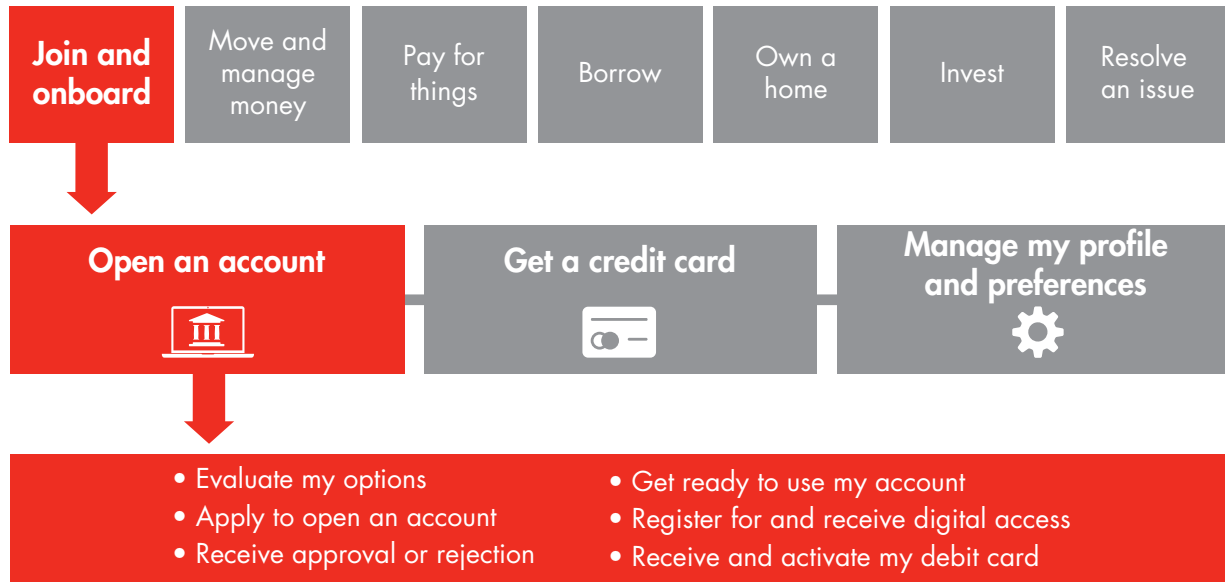 Join and
onboard
Move and
manage
money
Pay for
things
Borrow
Own a
home
Invest
Resolve
an issue
Open an account
Get a credit card
Manage my profile
and preferences
• Evaluate my options
• Apply to open an account
• Receive approval or rejection
• Get ready to use my account
• Register for and receive digital access
• Receive and activate my debit card